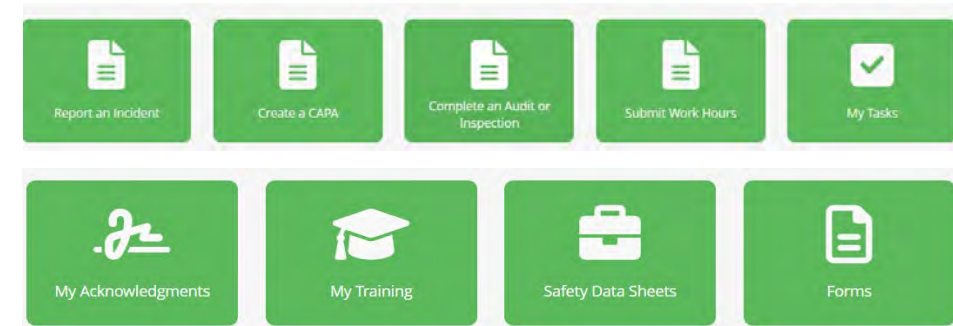 Report an Incident
Create a CAPA
Complete an Audit or
Inspection
Submit Work Hours
My Tasks
My Acknowledgments
My Training
Safety Data Sheets
Forms